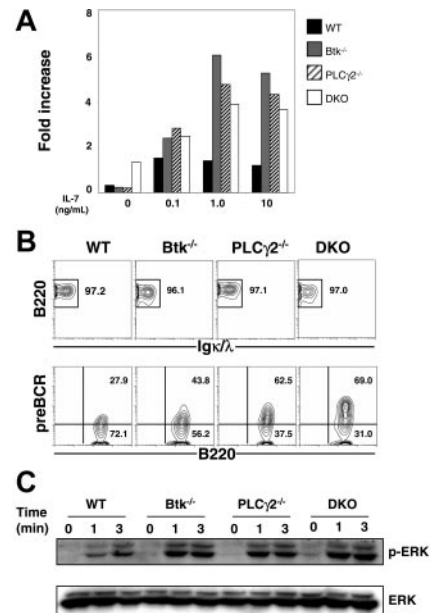 A
8
6
4
2
0
Fold increase
WT
Btk-/-
PLCγ2-/-
DKO
IL-7
(ng/mL)
0 0.1 1.0 10
B
WT Btk-/- PLCγ2-/- DKO
B220
97.2 96.1 97.1 97.0
Igκ/λ
preBCR
27.9 43.8 62.5 69.0
72.1 56.2 37.5 31.0
B220
C
Time
(min)
WT Btk-/- PLCγ2-/- DKO
0 1 3 0 1 3 0 1 3 0 1 3
p-ERK
ERK